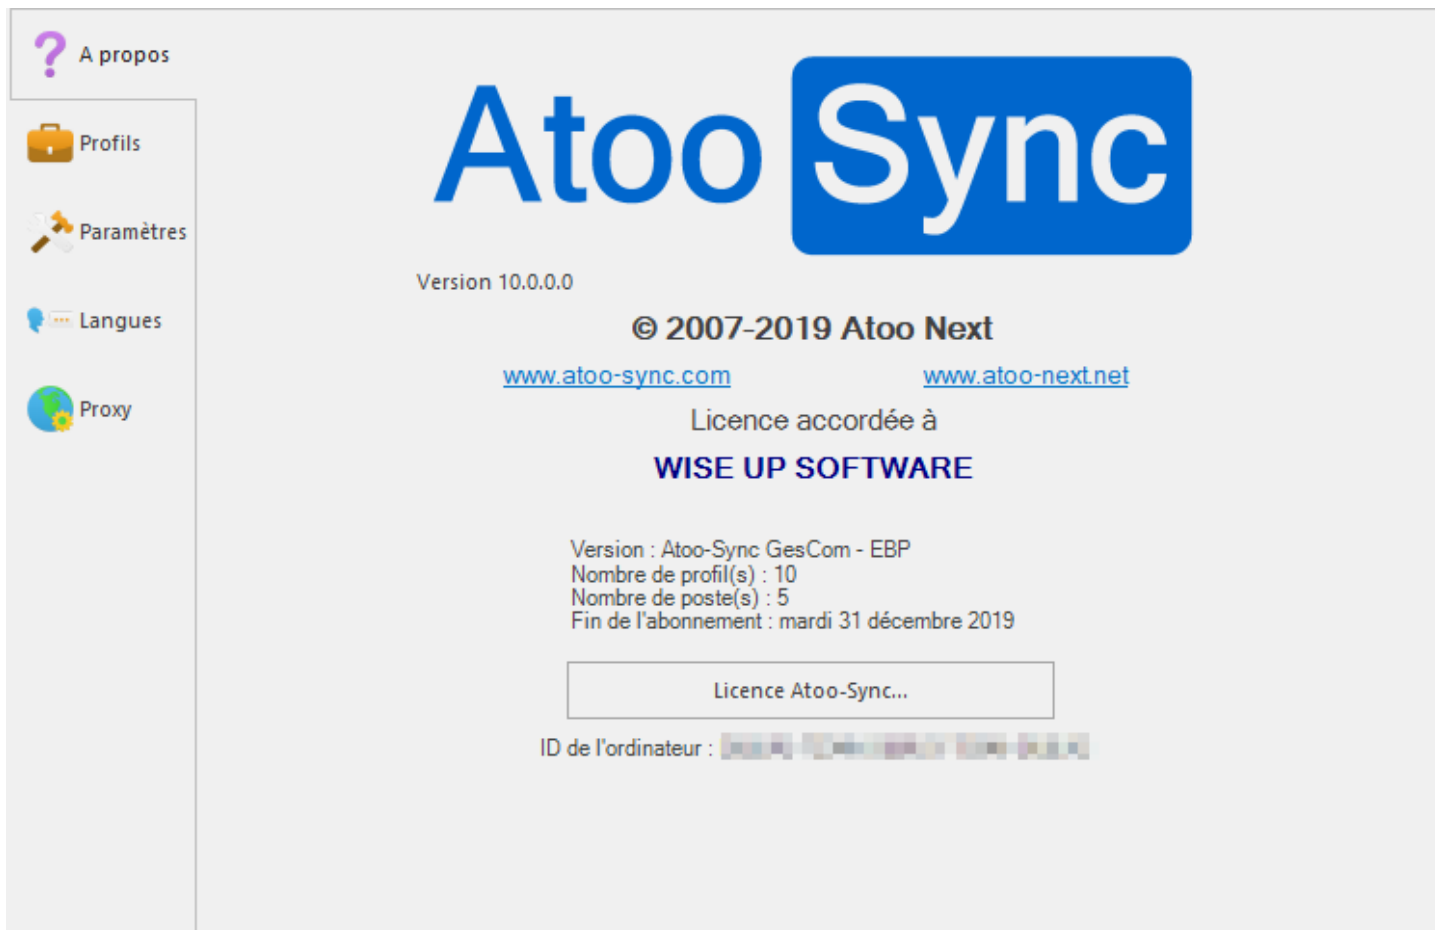 A propos
Profils
Paramètres
Langues
Proxy
Atoo Sync
Version 10.0.0.0
© 2007-2019 Atoo Next
www.atoo-sync.com www.atoo-next.net
Licence accordée à
WISE UP SOFTWARE
Version : Atoo-Sync GesCom - EBP
Nombre de profil(s) : 10
Nombre de poste(s) : 5
Fin de l'abonnement : mardi 31 décembre 2019
Licence Atoo-Sync...
ID de l'ordinateur :